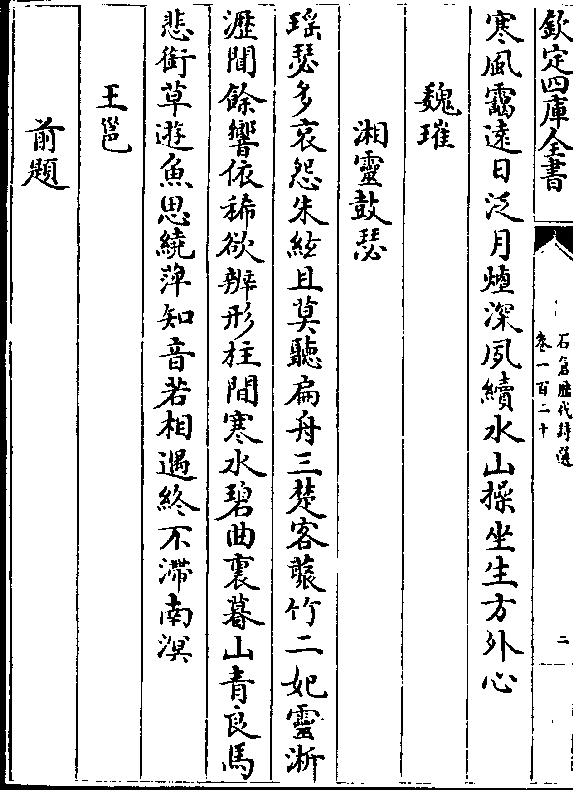 欽定四庫全書
石倉歷代詩選
卷一百二十
二
寒風靄遠日泛月煙深夙續水山操坐生方外心
魏璀
湘靈鼓瑟
瑶瑟多哀怨朱絃且莫聽扁舟三楚客藂竹二妃靈淅
瀝聞餘響依稀欲辨形柱間寒水碧曲裏暮山青良馬
悲銜草遊魚思繞萍知音若相遇終不滯南溟
王邕
前題